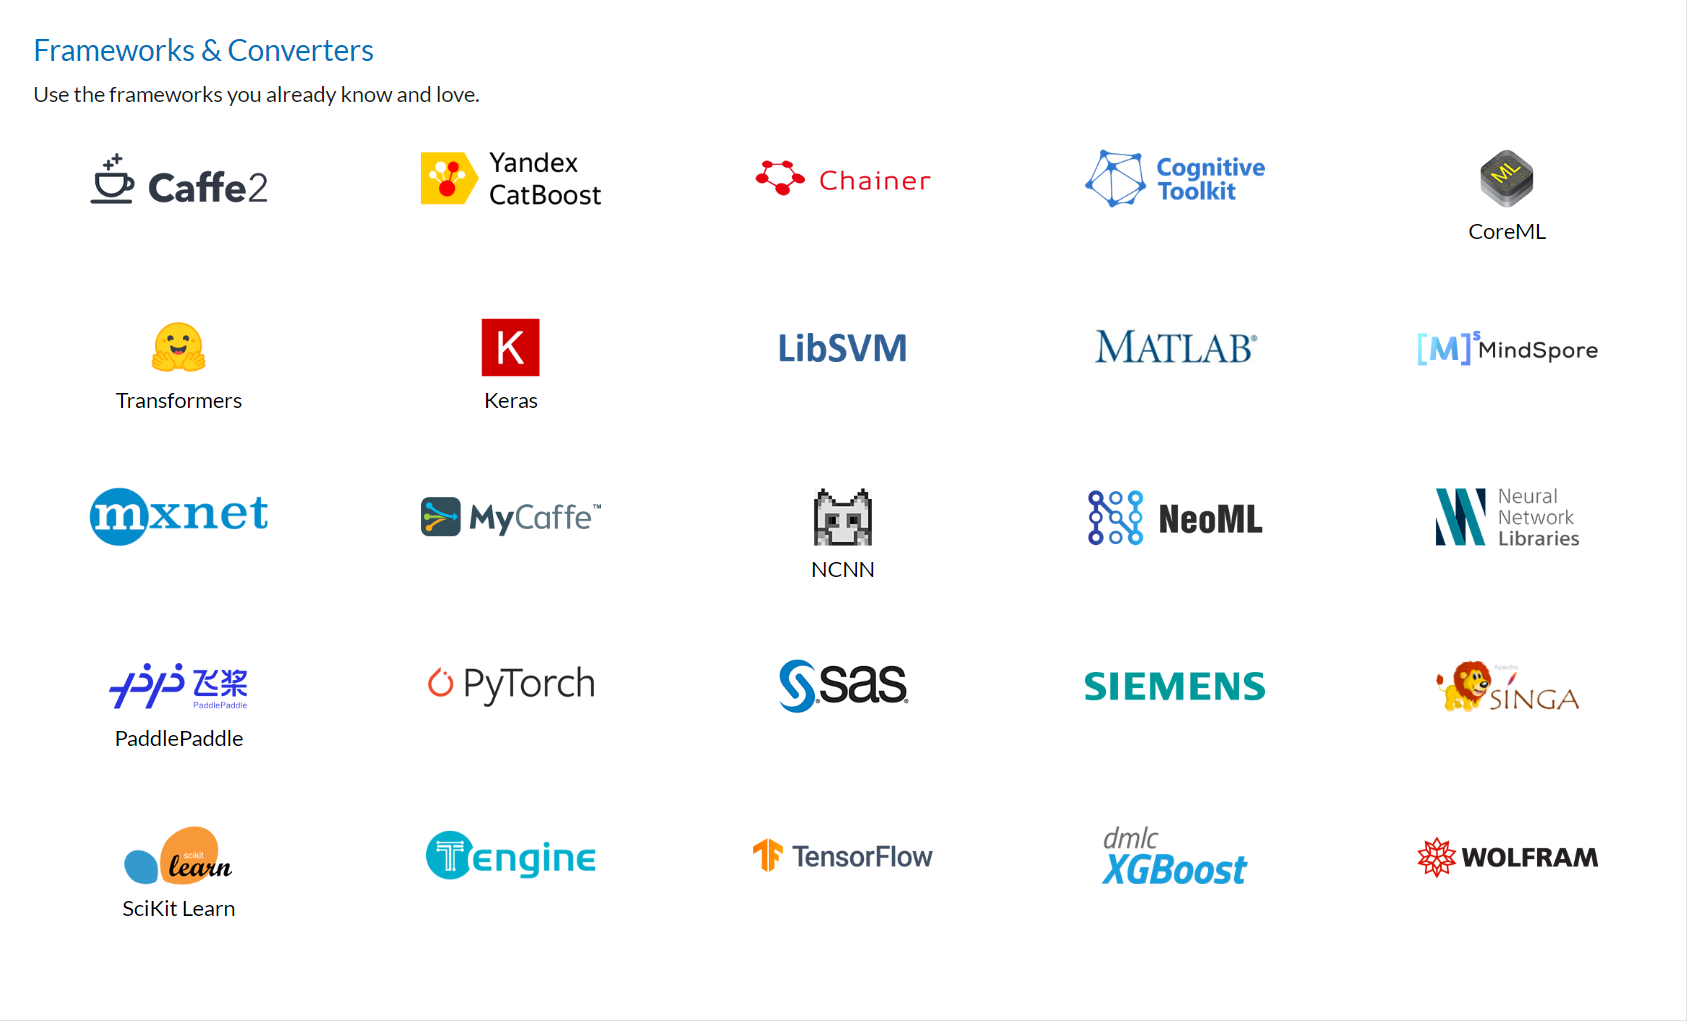 Frameworks & Converters
Use the frameworks you already know and love.
Caffe2
Yandex
CatBoost
Chainer
Cognitive
Toolkit
ML
CoreML
Transformers
K
Keras
LibSVM
MATLAB®
[M]s MindSpore
mxnet
MyCaffe™
NCNN
NeoML
Neural
Network
Libraries
飞桨
PaddlePaddle
PaddlePaddle
PyTorch
sas®
SIEMENS
Apache
SINGA
scikit
learn
SciKit Learn
Tengine
TensorFlow
dmlc
XGBoost
WOLFRAM